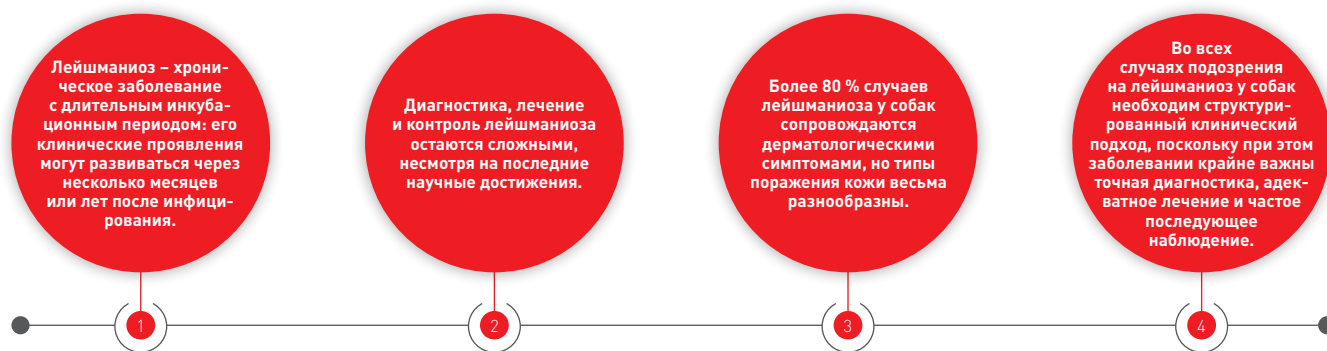 Лейшманиоз – хрони-
ческое заболевание
с длительным инкуба-
ционным периодом: его
клинические проявления
могут развиваться через
несколько месяцев
или лет после инфици-
рования.
1
Диагностика, лечение
и контроль лейшманиоза
остаются сложными,
несмотря на последние
научные достижения.
2
Более 80 % случаев
лейшманиоза у собак
сопровождаются
дерматологическими
симптомами, но типы
поражения кожи весьма
разнообразны.
3
Во всех
случаях подозрения
на лейшманиоз у собак
необходим структури-
рованный клинический
подход, поскольку при этом
заболевании крайне важны
точная диагностика, адек-
ватное лечение и частое
последующее
наблюдение.
4